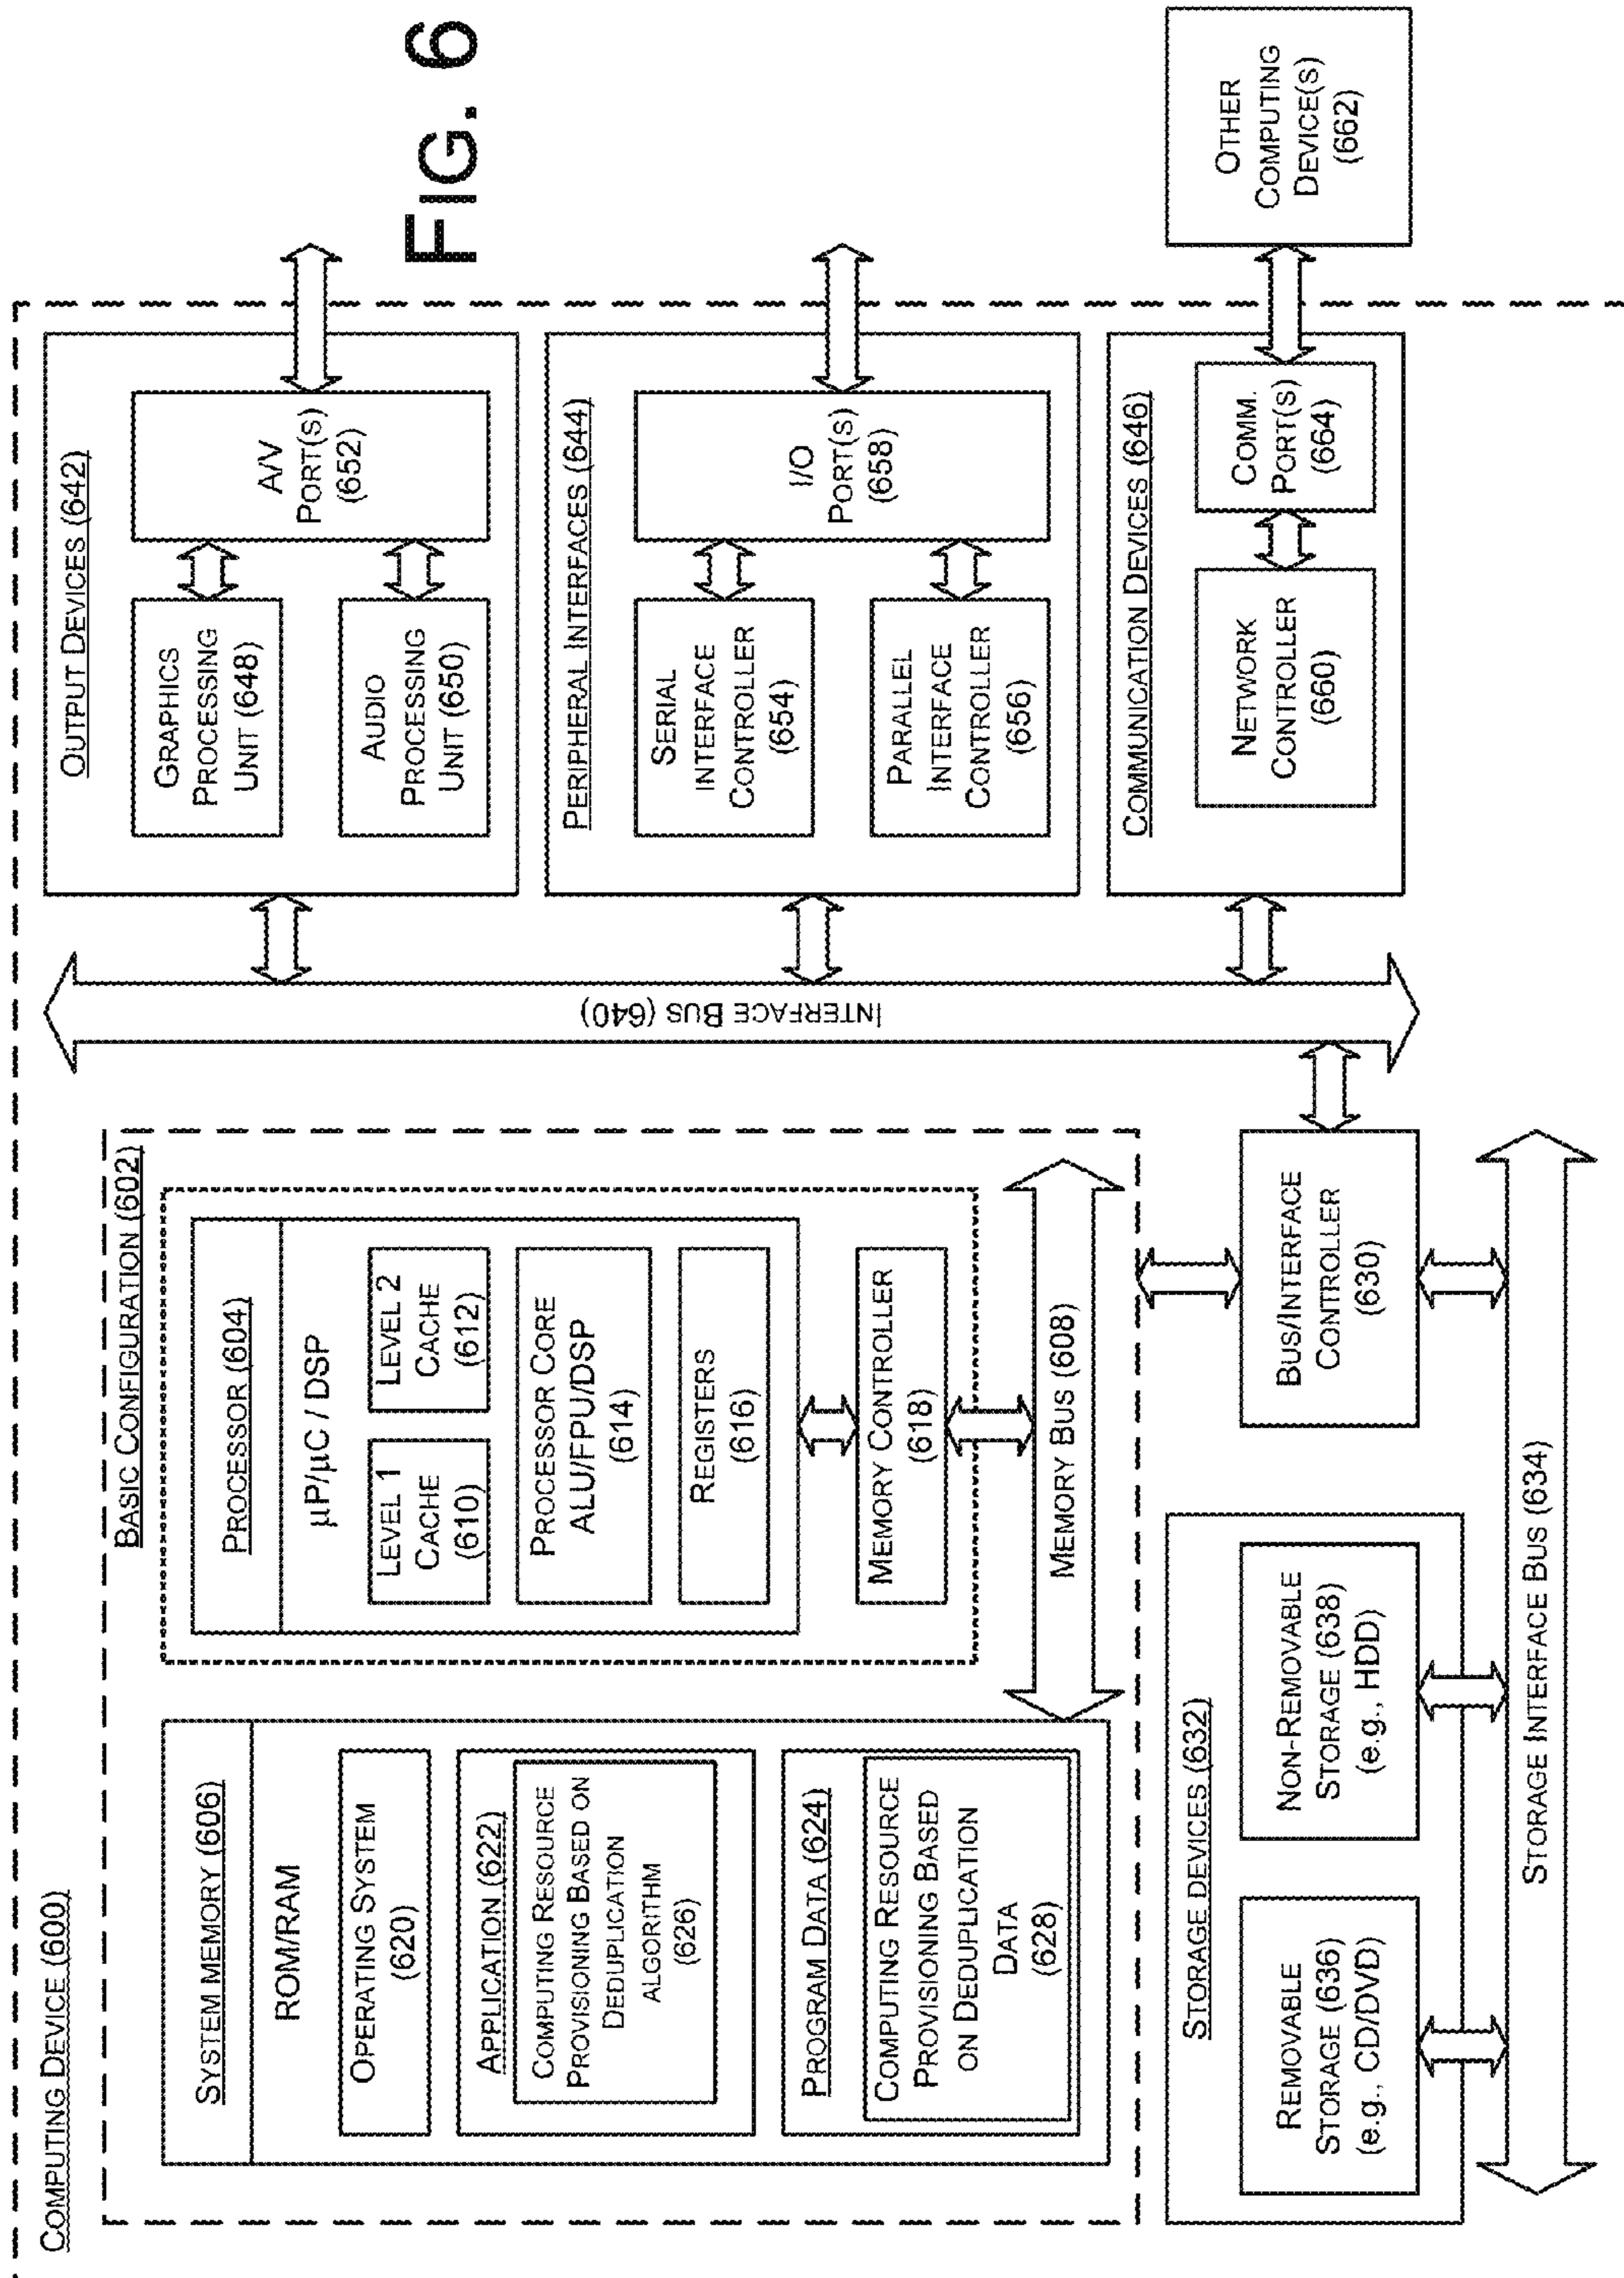 COMPUTING DEVICE (600)
BASIC CONFIGURATION (602)
SYSTEM MEMORY (606)
ROM/RAM
OPERATING SYSTEM
(620)
APPLICATION (622)
COMPUTING RESOURCE
PROVISIONING BASED ON
DEDUPLICATION
ALGORITHM
(626)
PROGRAM DATA (624)
COMPUTING RESOURCE
PROVISIONING BASED
ON DEDUPLICATION
DATA
(628)
PROCESSOR (604)
µP/µC / DSP
LEVEL 1
CACHE
(610)
LEVEL 2
CACHE
(612)
PROCESSOR CORE
ALU/FPU/DSP
(614)
REGISTERS
(616)
MEMORY CONTROLLER
(618)
MEMORY BUS (608)
STORAGE DEVICES (632)
REMOVABLE
STORAGE (636)
(e.g., CD/DVD)
NON-REMOVABLE
STORAGE (638)
(e.g., HDD)
BUS/INTERFACE
CONTROLLER
(630)
STORAGE INTERFACE BUS (634)
INTERFACE BUS (640)
OUTPUT DEVICES (642)
GRAPHICS
PROCESSING
UNIT (648)
AUDIO
PROCESSING
UNIT (650)
A/V
PORT(S)
(652)
PERIPHERAL INTERFACES (644)
SERIAL
INTERFACE
CONTROLLER
(654)
PARALLEL
INTERFACE
CONTROLLER
(656)
I/O
PORT(S)
(658)
COMMUNICATION DEVICES (646)
NETWORK
CONTROLLER
(660)
COMM.
PORT(S)
(664)
OTHER
COMPUTING
DEVICE(S)
(662)
FIG. 6